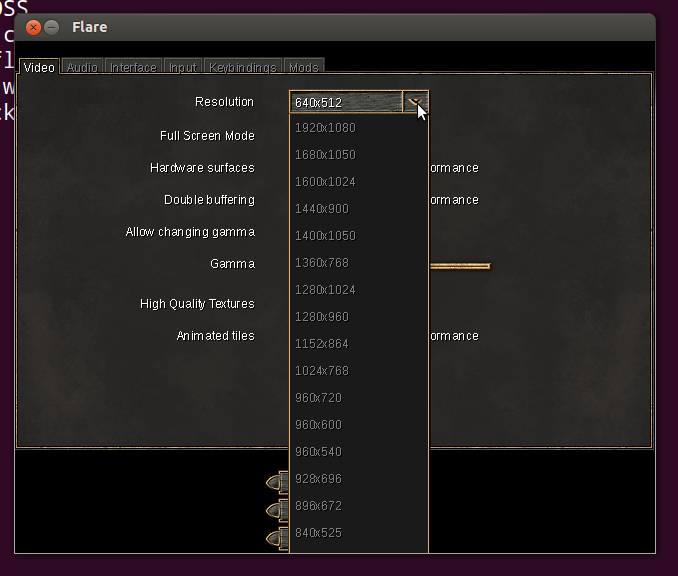 OSS
Flare
Video Audio Interface Input Keybindings Mods
Resolution 640x512
1920x1080
Full Screen Mode
1680x1050
Hardware surfaces ormance
1600x1024
Double buffering ormance
1440x900
Allow changing gamma
1400x1050
Gamma 1360x768
1280x1024
High Quality Textures
1280x960
Animated tiles ormance
1152x864
1024x768
960x720
960x600
960x540
928x696
896x672
840x525